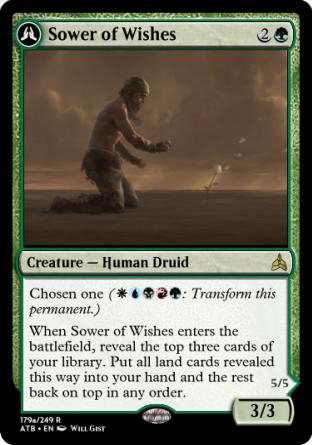 Sower of Wishes 2
Creature — Human Druid
Chosen one ( : Transform this
permanent.)
When Sower of Wishes enters the
battlefield, reveal the top three cards of
your library. Put all land cards revealed
this way into your hand and the rest
back on top in any order.
5/5
3/3
179a/249 R
ATB • EN Will Gist